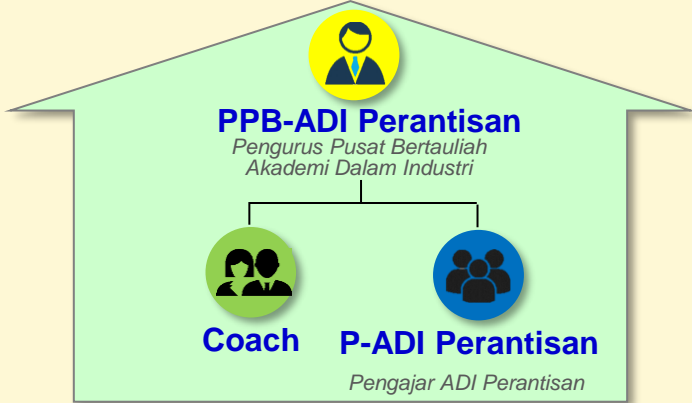 PPB-ADI Perantisan
Pengurus Pusat Bertauliah
Akademi Dalam Industri
Coach
P-ADI Perantisan
Pengajar ADI Perantisan